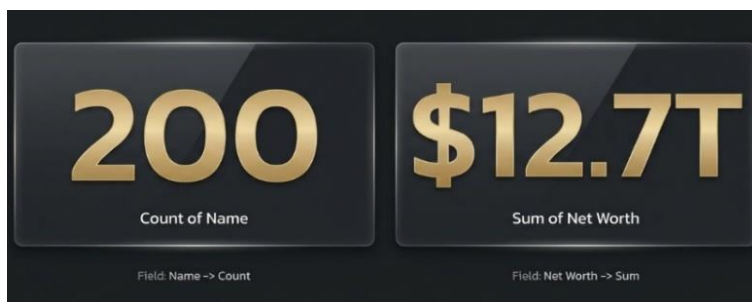 200
Count of Name
Field: Name -> Count
$12.7T
Sum of Net Worth
Field: Net Worth -> Sum